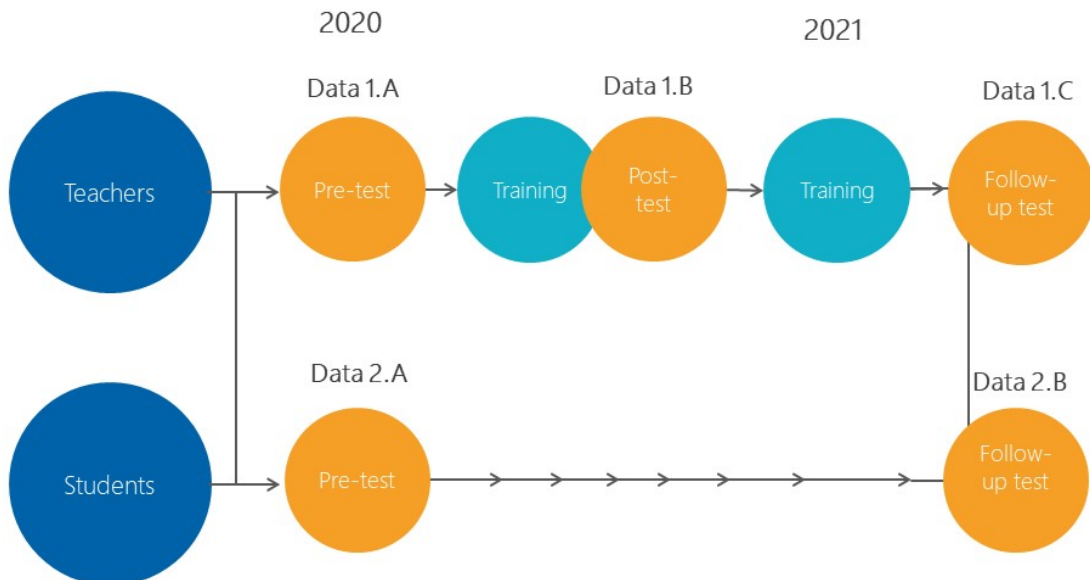 2020
2021
Data 1.A
Data 1.B
Data 1.C
Teachers
Pre-test
Training
Post-
test
Training
Follow-
up test
Data 2.A
Data 2.B
Students
Pre-test
Follow-
up test